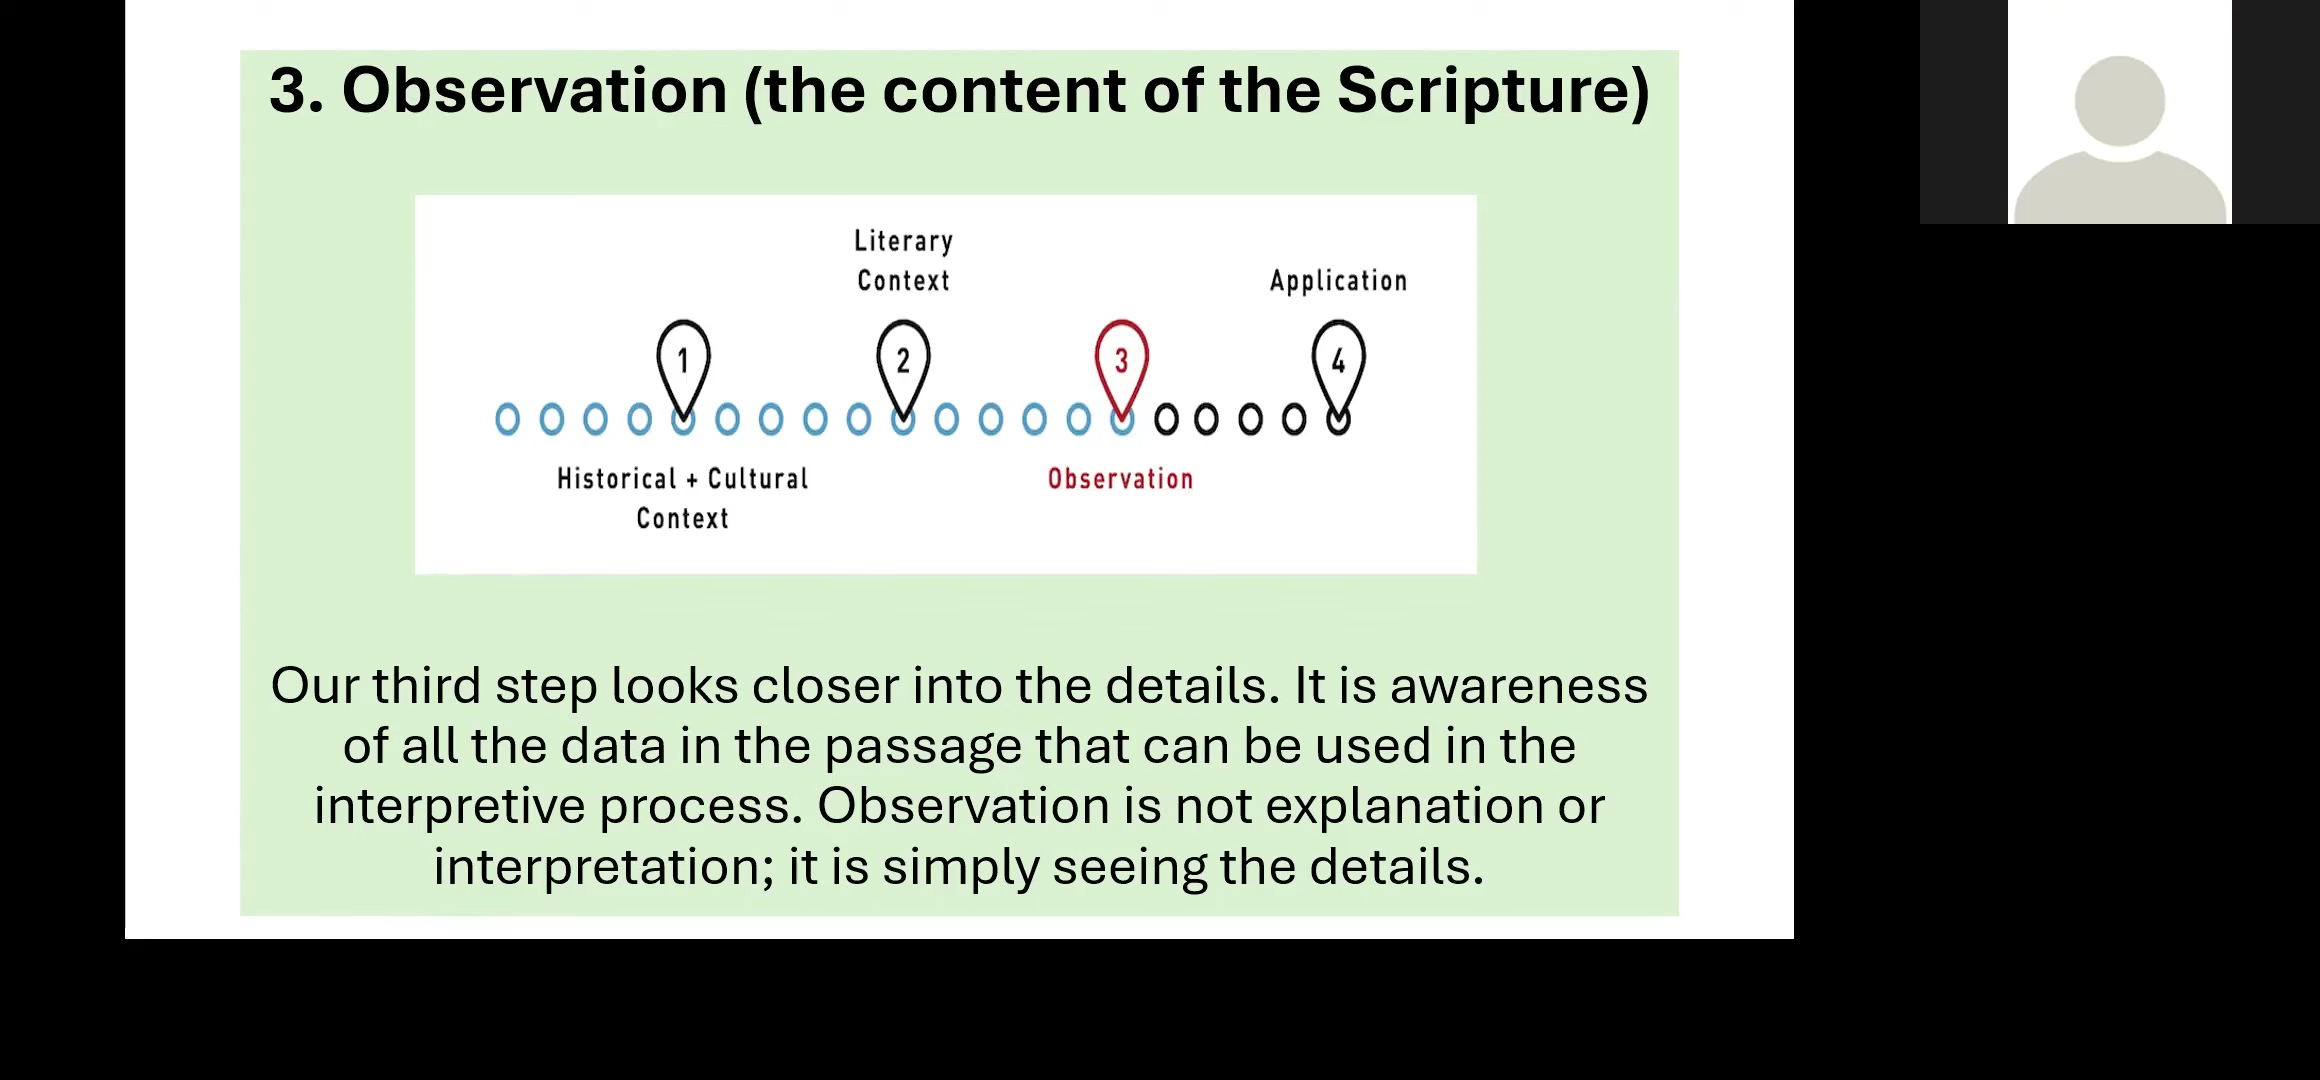 3. Observation (the content of the Scripture)
Literary
Context
Application
1
2
3
4
Historical + Cultural
Context
Observation
Our third step looks closer into the details. It is awareness
of all the data in the passage that can be used in the
interpretive process. Observation is not explanation or
interpretation; it is simply seeing the details.